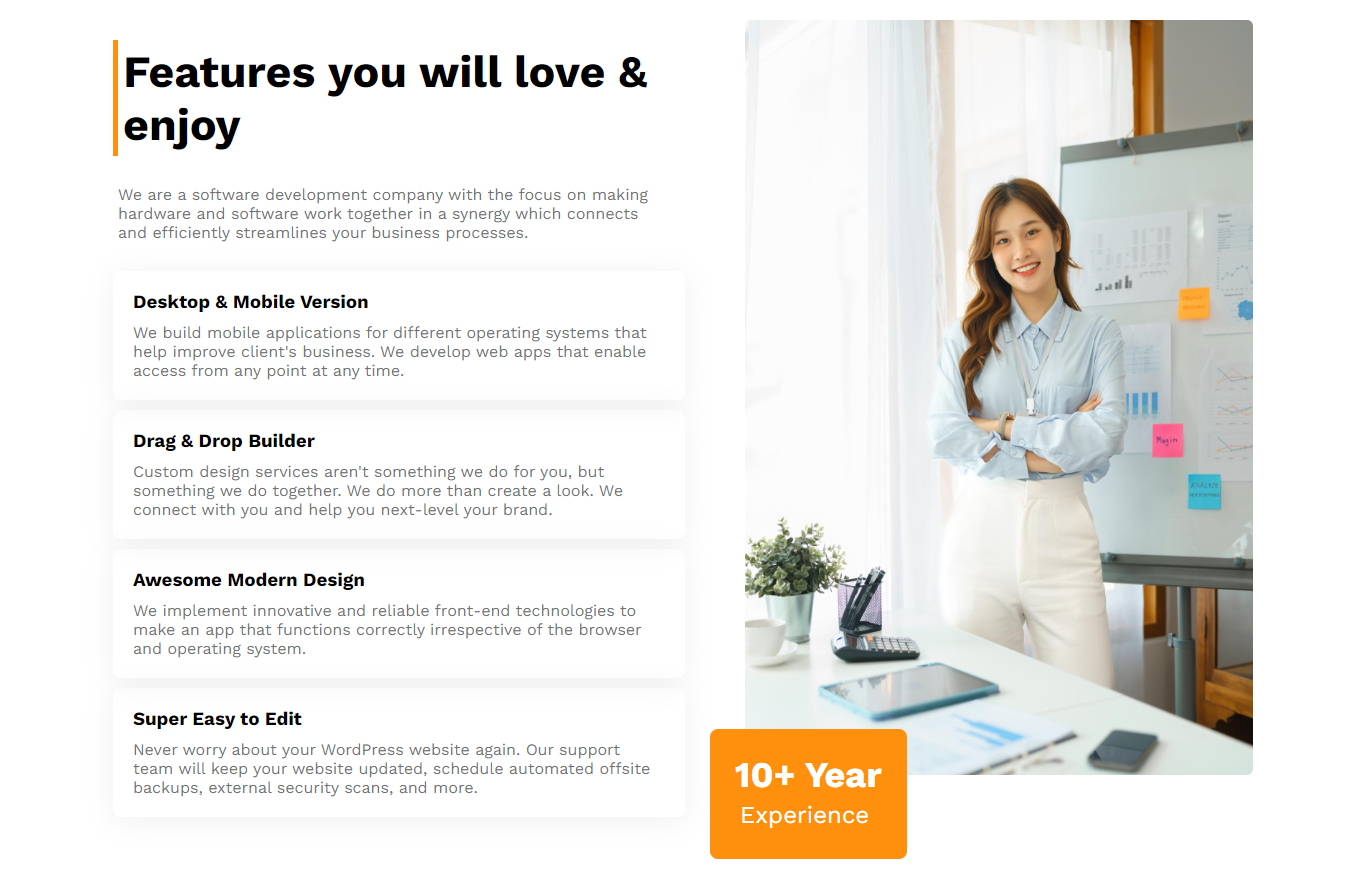 Features you will love &
enjoy
We are a software development company with the focus on making
hardware and software work together in a synergy which connects
and efficiently streamlines your business processes.
Desktop & Mobile Version
We build mobile applications for different operating systems that
help improve client's business. We develop web apps that enable
access from any point at any time.
Drag & Drop Builder
Custom design services aren't something we do for you, but
something we do together. We do more than create a look. We
connect with you and help you next-level your brand.
Awesome Modern Design
We implement innovative and reliable front-end technologies to
make an app that functions correctly irrespective of the browser
and operating system.
Super Easy to Edit
Never worry about your WordPress website again. Our support
team will keep your website updated, schedule automated offsite
backups, external security scans, and more.
ANALYZE
10+ Year
Experience